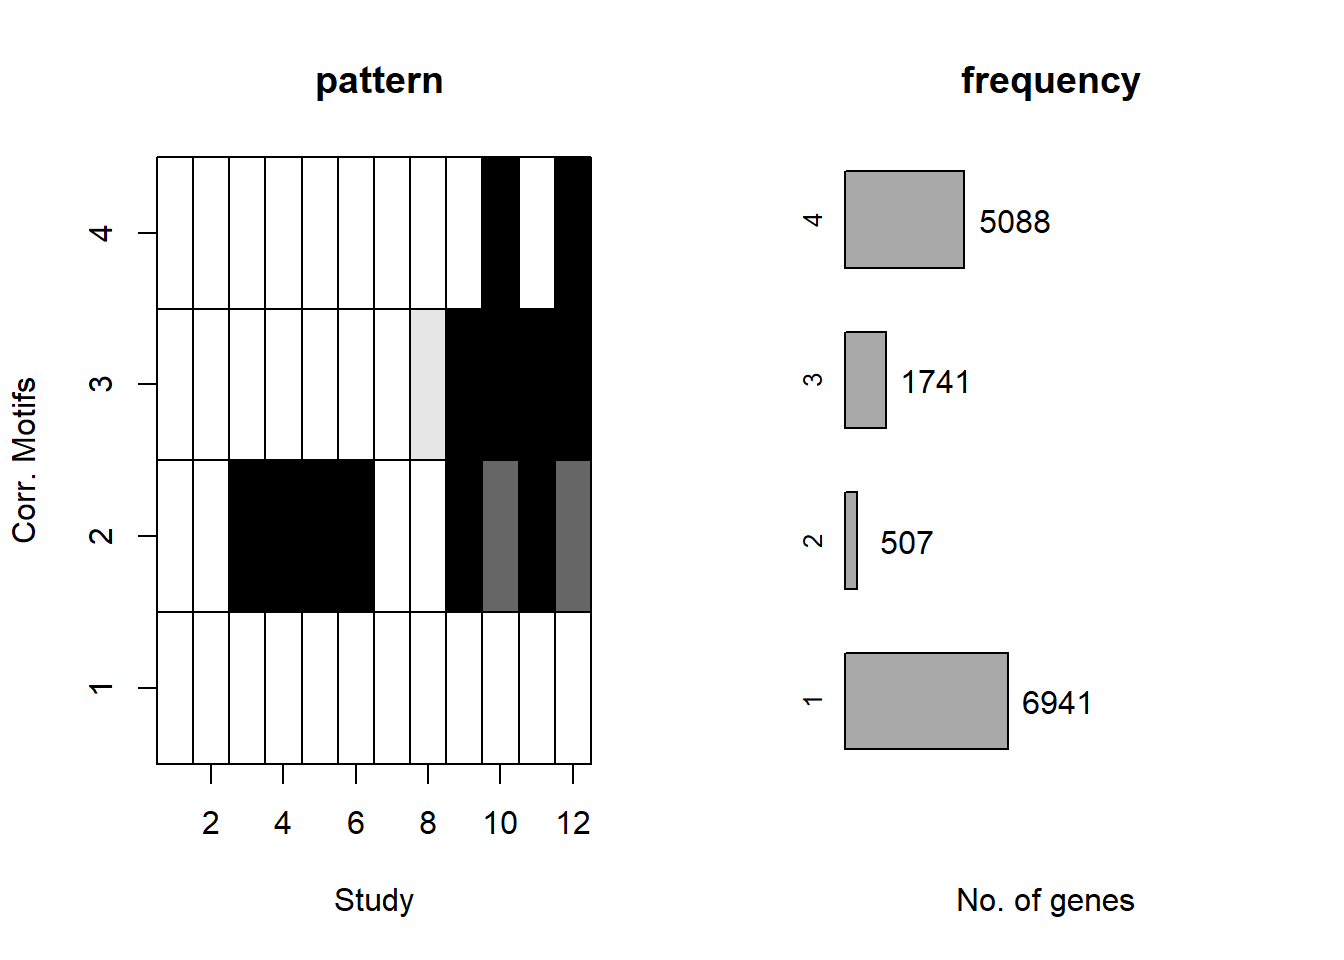 pattern
Corr. Motifs
4
3
2
1
2 4 6 8 10 12
Study
frequency
4 5088
3 1741
2 507
1 6941
No. of genes